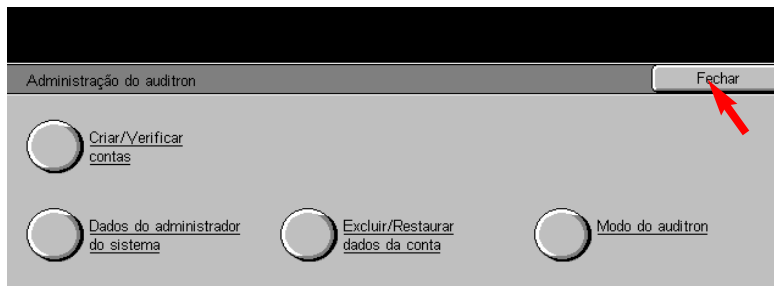 Administração do auditron
Fechar
Criar/Verificar
contas
Dados do administrador
do sistema
Excluir/Restaurar
dados da conta
Modo do auditron